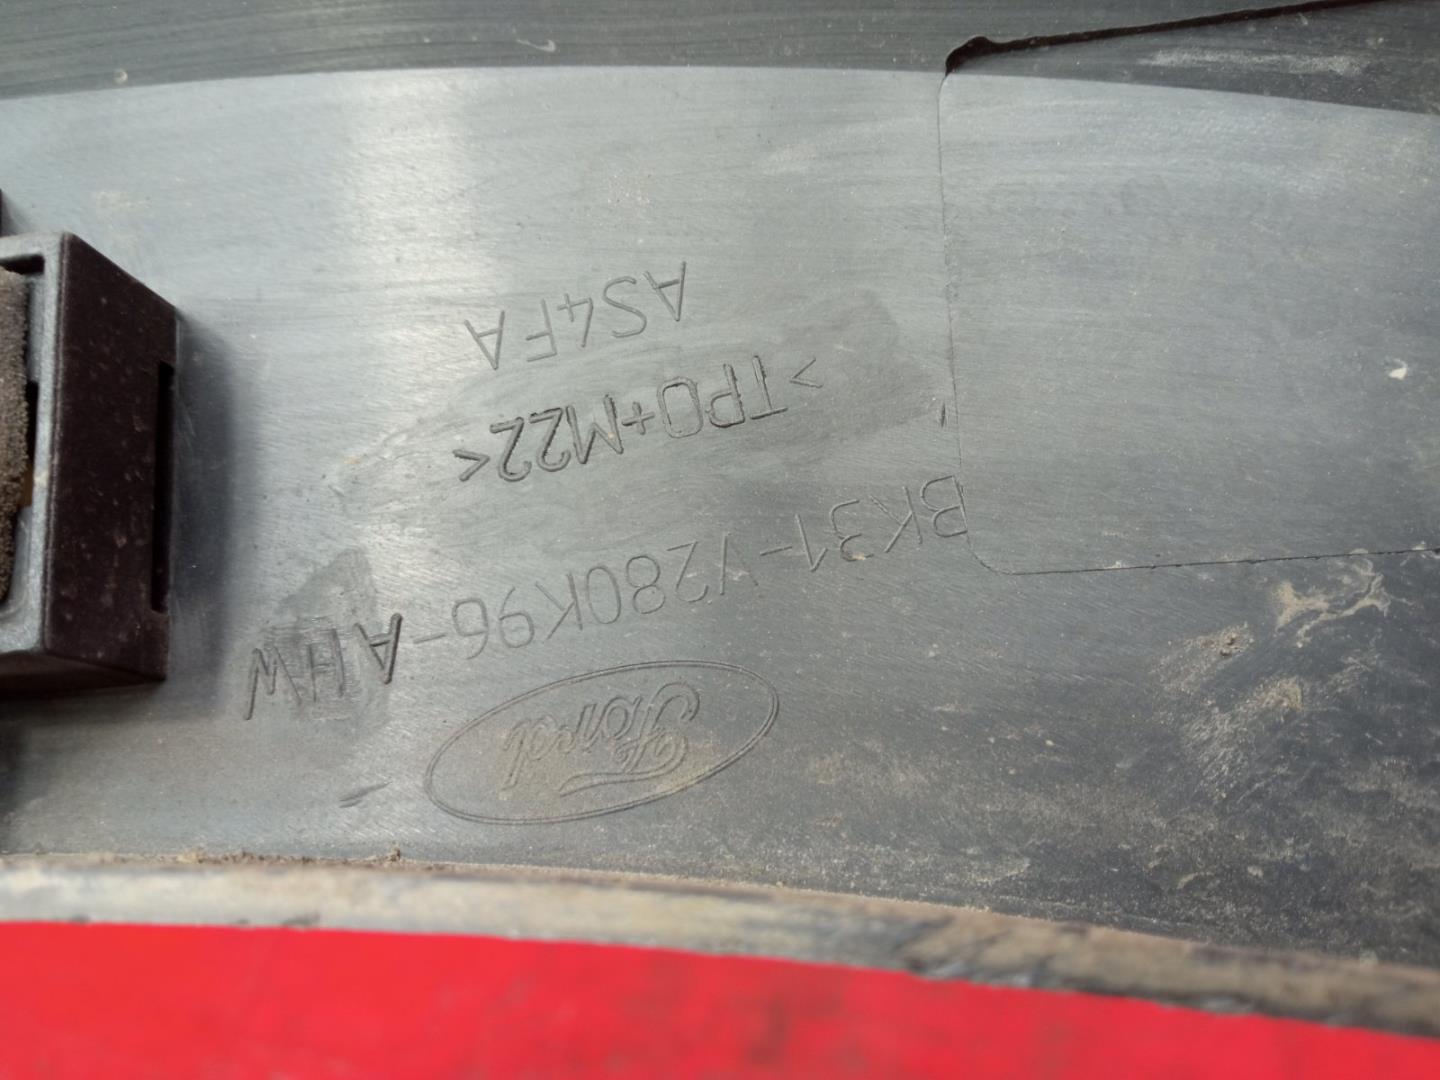 Ford
BK31-V280K96-AHW
>TPO+M22<
AS4FA